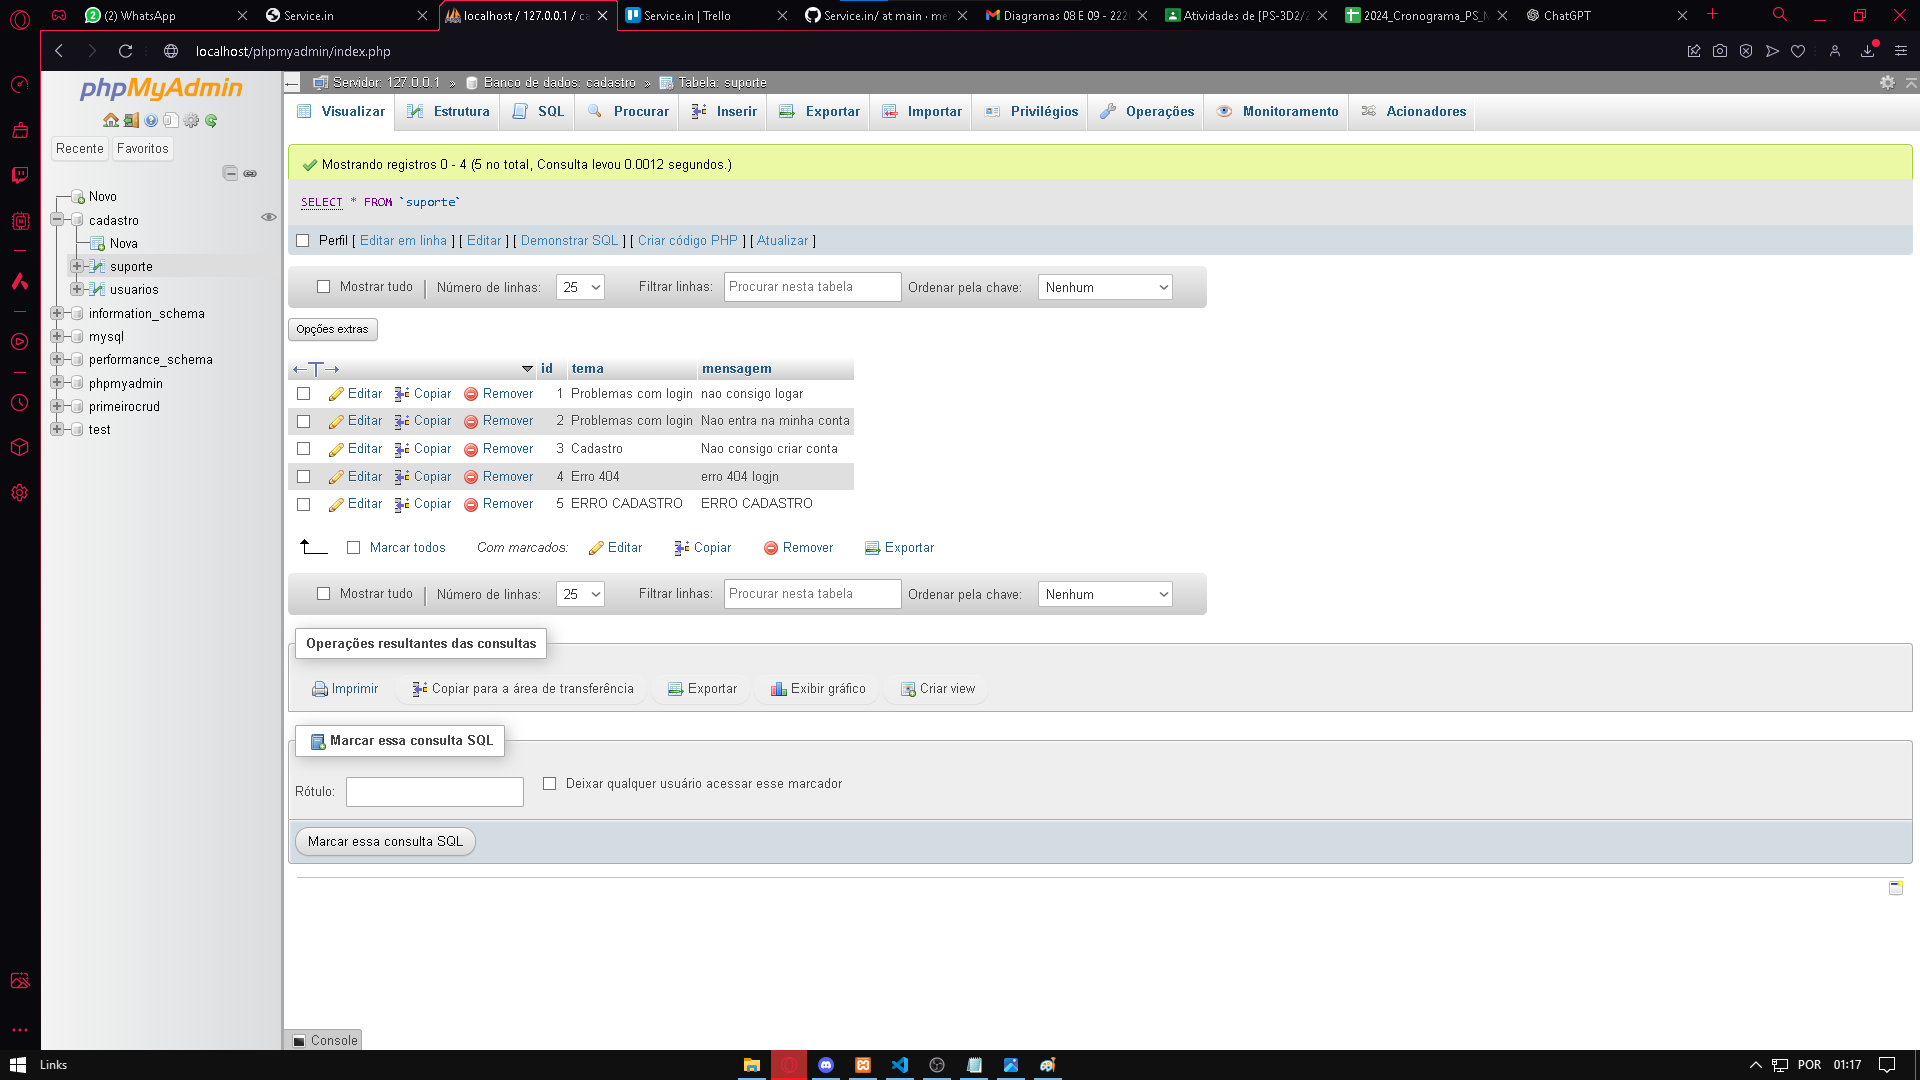 (2) WhatsApp
Service.in
localhost / 127.0.0.1 / ca
Service.in | Trello
Service.in/ at main · me
Diagramas 08 E 09 - 222
Atividades de [PS-3D2/2
2024_Cronograma_PS_N
ChatGPT
localhost/phpmyadmin/index.php
phpMyAdmin
Recente Favoritos
Novo
cadastro
Nova
suporte
usuarios
information_schema
mysql
performance_schema
phpmyadmin
primeirocrud
test
Servidor: 127.0.0.1 » Banco de dados: cadastro » Tabela: suporte
Visualizar Estrutura SQL Procurar Inserir Exportar Importar Privilégios Operações Monitoramento Acionadores
Mostrando registros 0 - 4 (5 no total, Consulta levou 0.0012 segundos.)
SELECT * FROM `suporte`
Perfil [ Editar em linha ] [ Editar ] [ Demonstrar SQL ] [ Criar código PHP ] [ Atualizar ]
Mostrar tudo | Número de linhas: 25 Filtrar linhas: Procurar nesta tabela Ordenar pela chave: Nenhum
Opções extras
←T→ id tema mensagem
Editar Copiar Remover 1 Problemas com login nao consigo logar
Editar Copiar Remover 2 Problemas com login Nao entra na minha conta
Editar Copiar Remover 3 Cadastro Nao consigo criar conta
Editar Copiar Remover 4 Erro 404 erro 404 logjn
Editar Copiar Remover 5 ERRO CADASTRO ERRO CADASTRO
Marcar todos Com marcados: Editar Copiar Remover Exportar
Mostrar tudo | Número de linhas: 25 Filtrar linhas: Procurar nesta tabela Ordenar pela chave: Nenhum
Operações resultantes das consultas
Imprimir Copiar para a área de transferência Exportar Exibir gráfico Criar view
Marcar essa consulta SQL
Rótulo: Deixar qualquer usuário acessar esse marcador
Marcar essa consulta SQL
Console
Links
POR 01:17